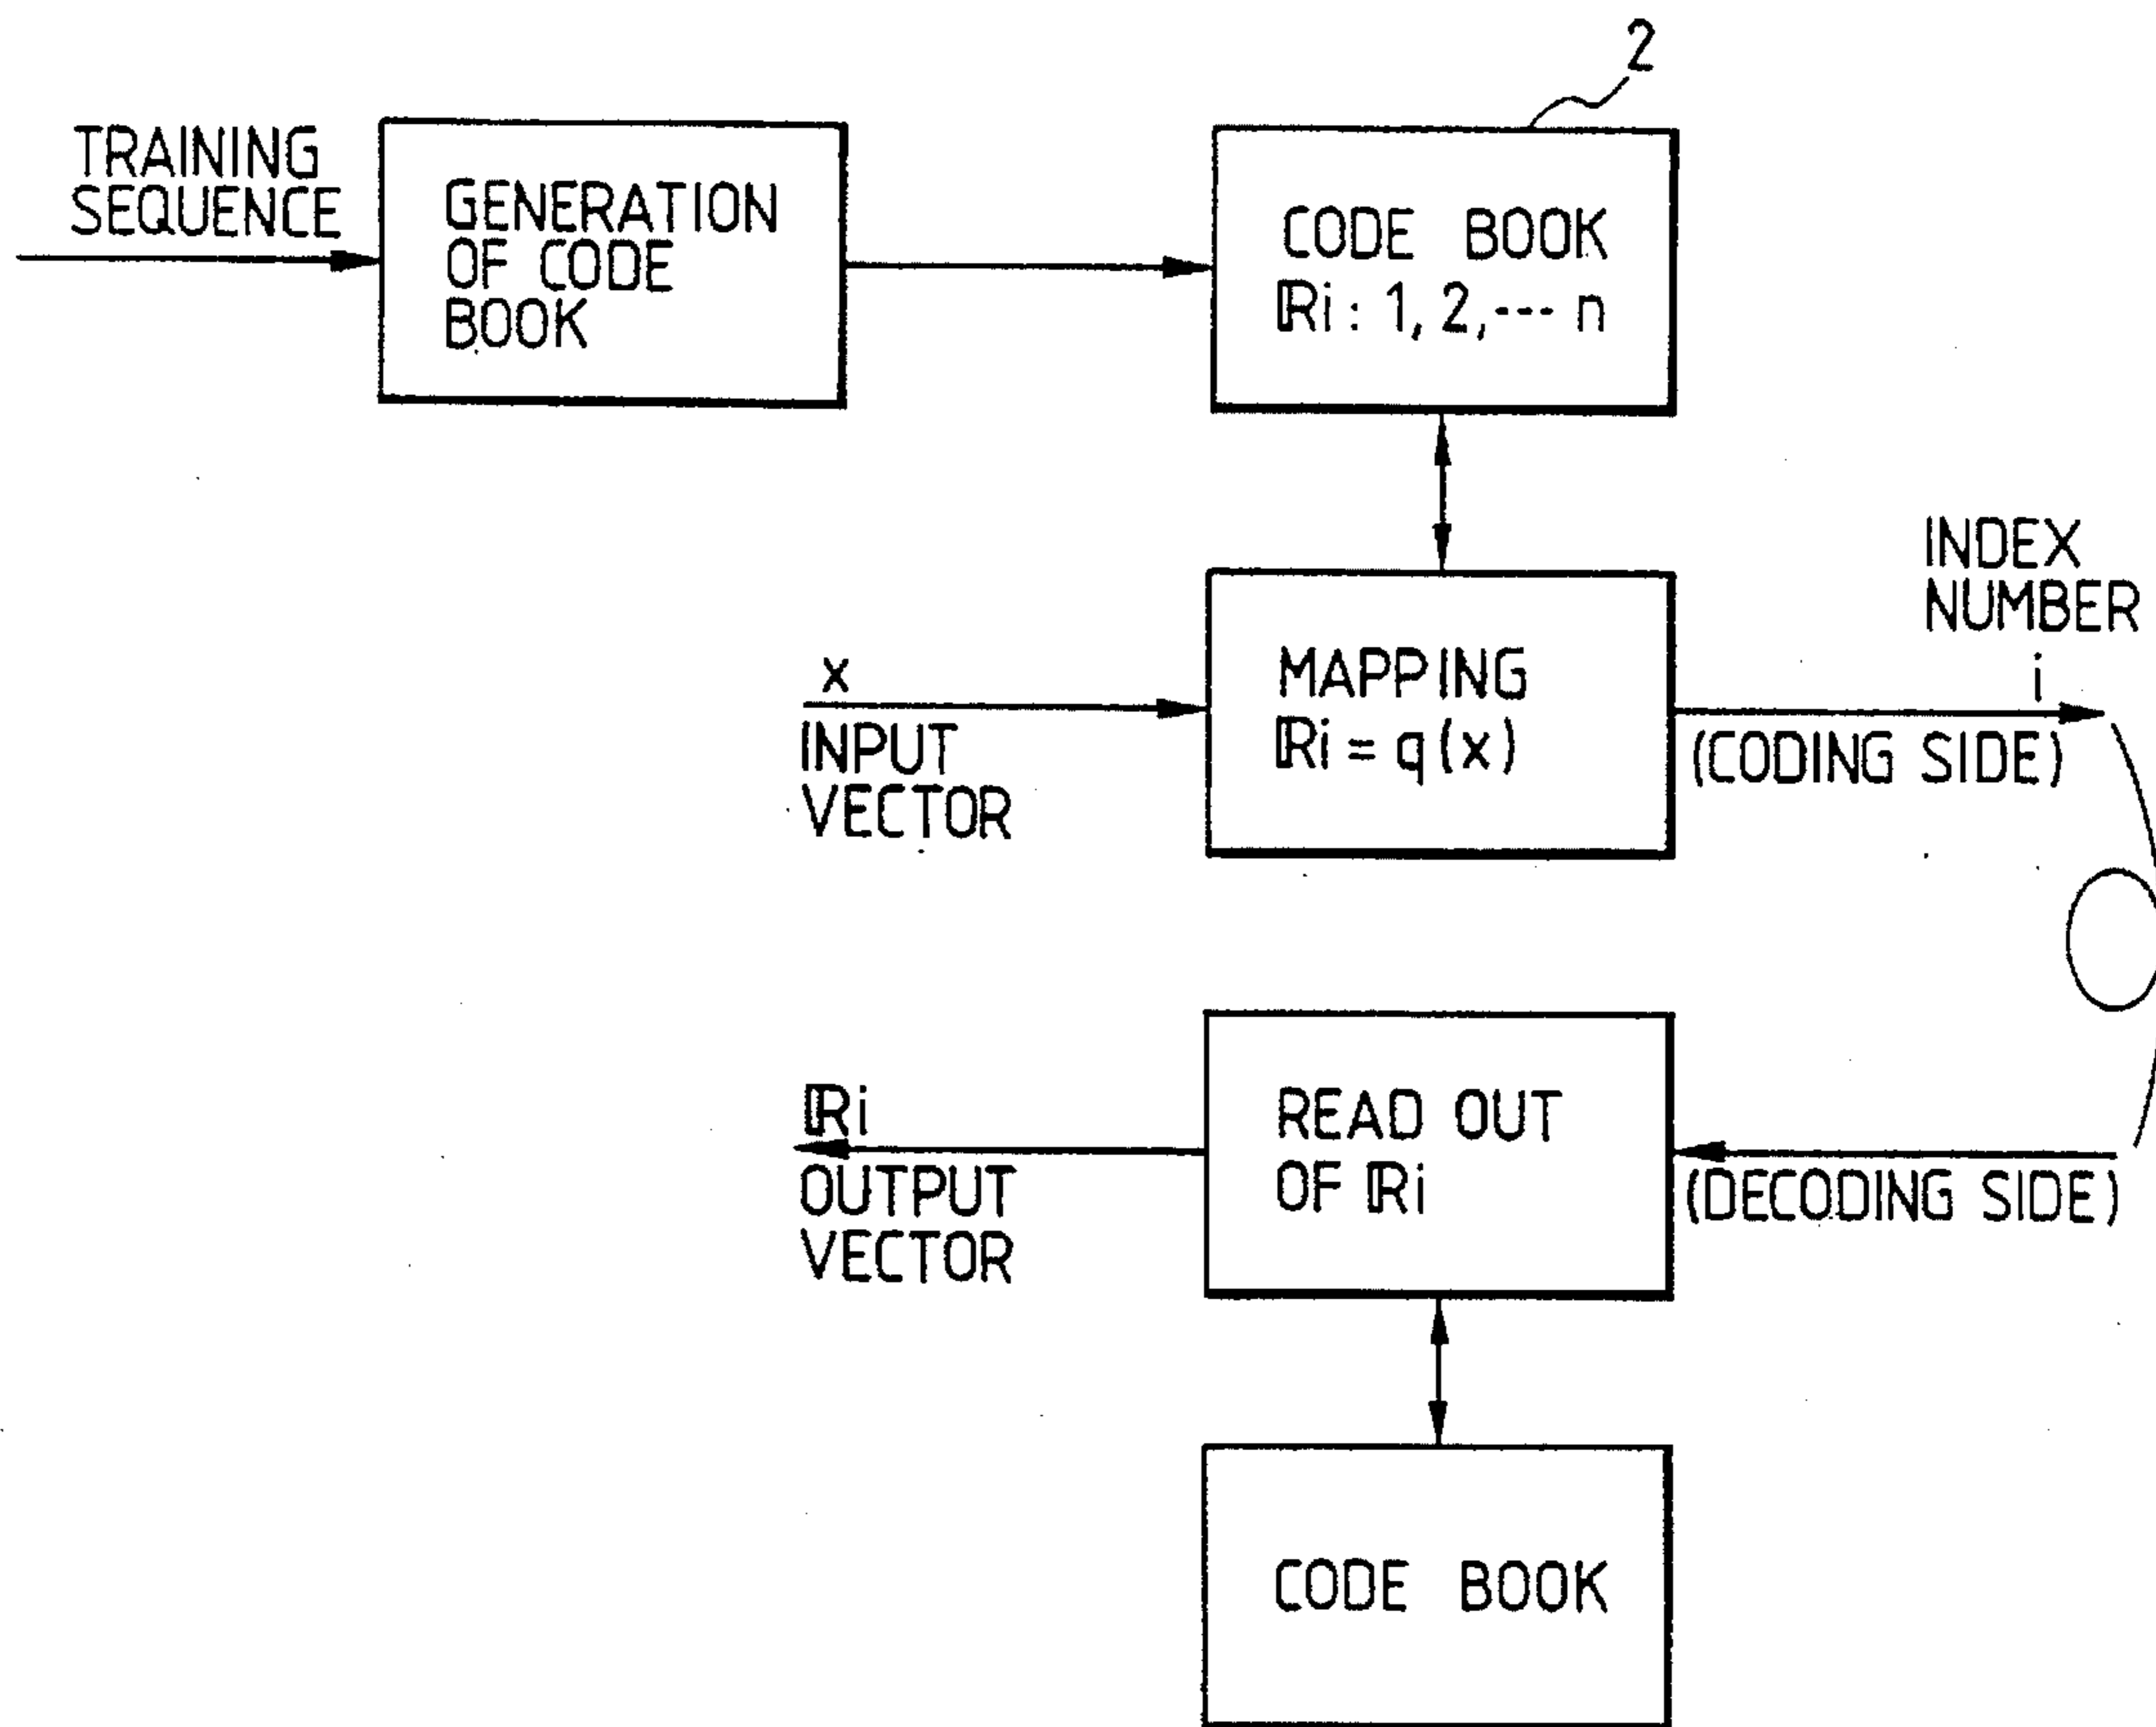 2
TRAINING
SEQUENCE
GENERATION
OF CODE
BOOK
CODE BOOK
ℝi : 1, 2, --- n
INDEX
NUMBER
i
x
INPUT
VECTOR
MAPPING
ℝi = q(x)
(CODING SIDE)
ℝi
OUTPUT
VECTOR
READ OUT
OF ℝi
(DECODING SIDE)
CODE BOOK